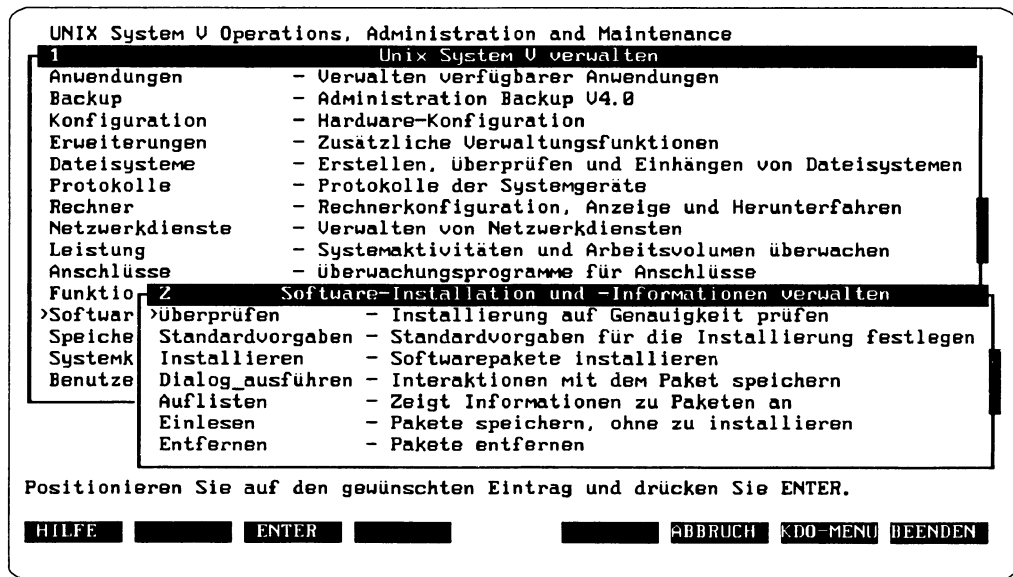 UNIX System V Operations, Administration and Maintenance
1 Unix System V verwalten
Anwendungen - Verwalten verfügbarer Anwendungen
Backup - Administration Backup V4.0
Konfiguration - Hardware-Konfiguration
Erweiterungen - Zusätzliche Verwaltungsfunktionen
Dateisysteme - Erstellen, überprüfen und Einhängen von Dateisystemen
Protokolle - Protokolle der Systemgeräte
Rechner - Rechnerkonfiguration, Anzeige und Herunterfahren
Netzwerkdienste - Verwalten von Netzwerkdiensten
Leistung - Systemaktivitäten und Arbeitsvolumen überwachen
Anschlüsse - überwachungsprogramme für Anschlüsse
Funktio 2 Software-Installation und -Informationen verwalten
>Softwar >überprüfen - Installierung auf Genauigkeit prüfen
Speiche Standardvorgaben - Standardvorgaben für die Installierung festlegen
Systemk Installieren - Softwarepakete installieren
Benutze Dialog_ausführen - Interaktionen mit dem Paket speichern
Auflisten - Zeigt Informationen zu Paketen an
Einlesen - Pakete speichern, ohne zu installieren
Entfernen - Pakete entfernen
Positionieren Sie auf den gewünschten Eintrag und drücken Sie ENTER.
HILFE ENTER ABBRUCH KDO-MENU BEENDEN